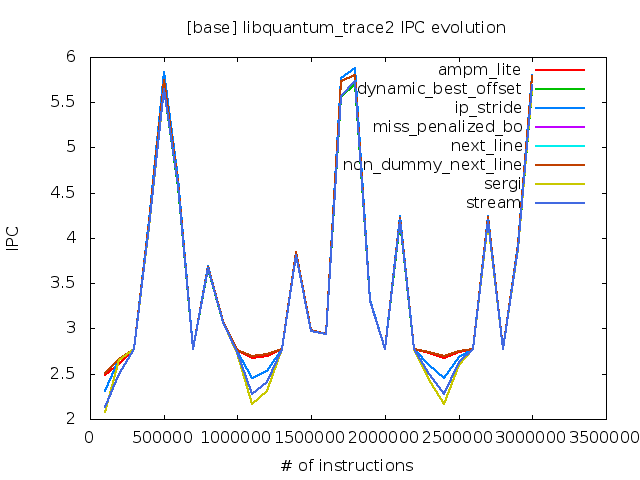 [base] libquantum_trace2 IPC evolution
6
5.5
5
4.5
4
3.5
3
2.5
2
IPC
ampm_lite
dynamic_best_offset
ip_stride
miss_penalized_bo
next_line
non_dummy_next_line
sergi
stream
0 500000 1000000 1500000 2000000 2500000 3000000 3500000
# of instructions